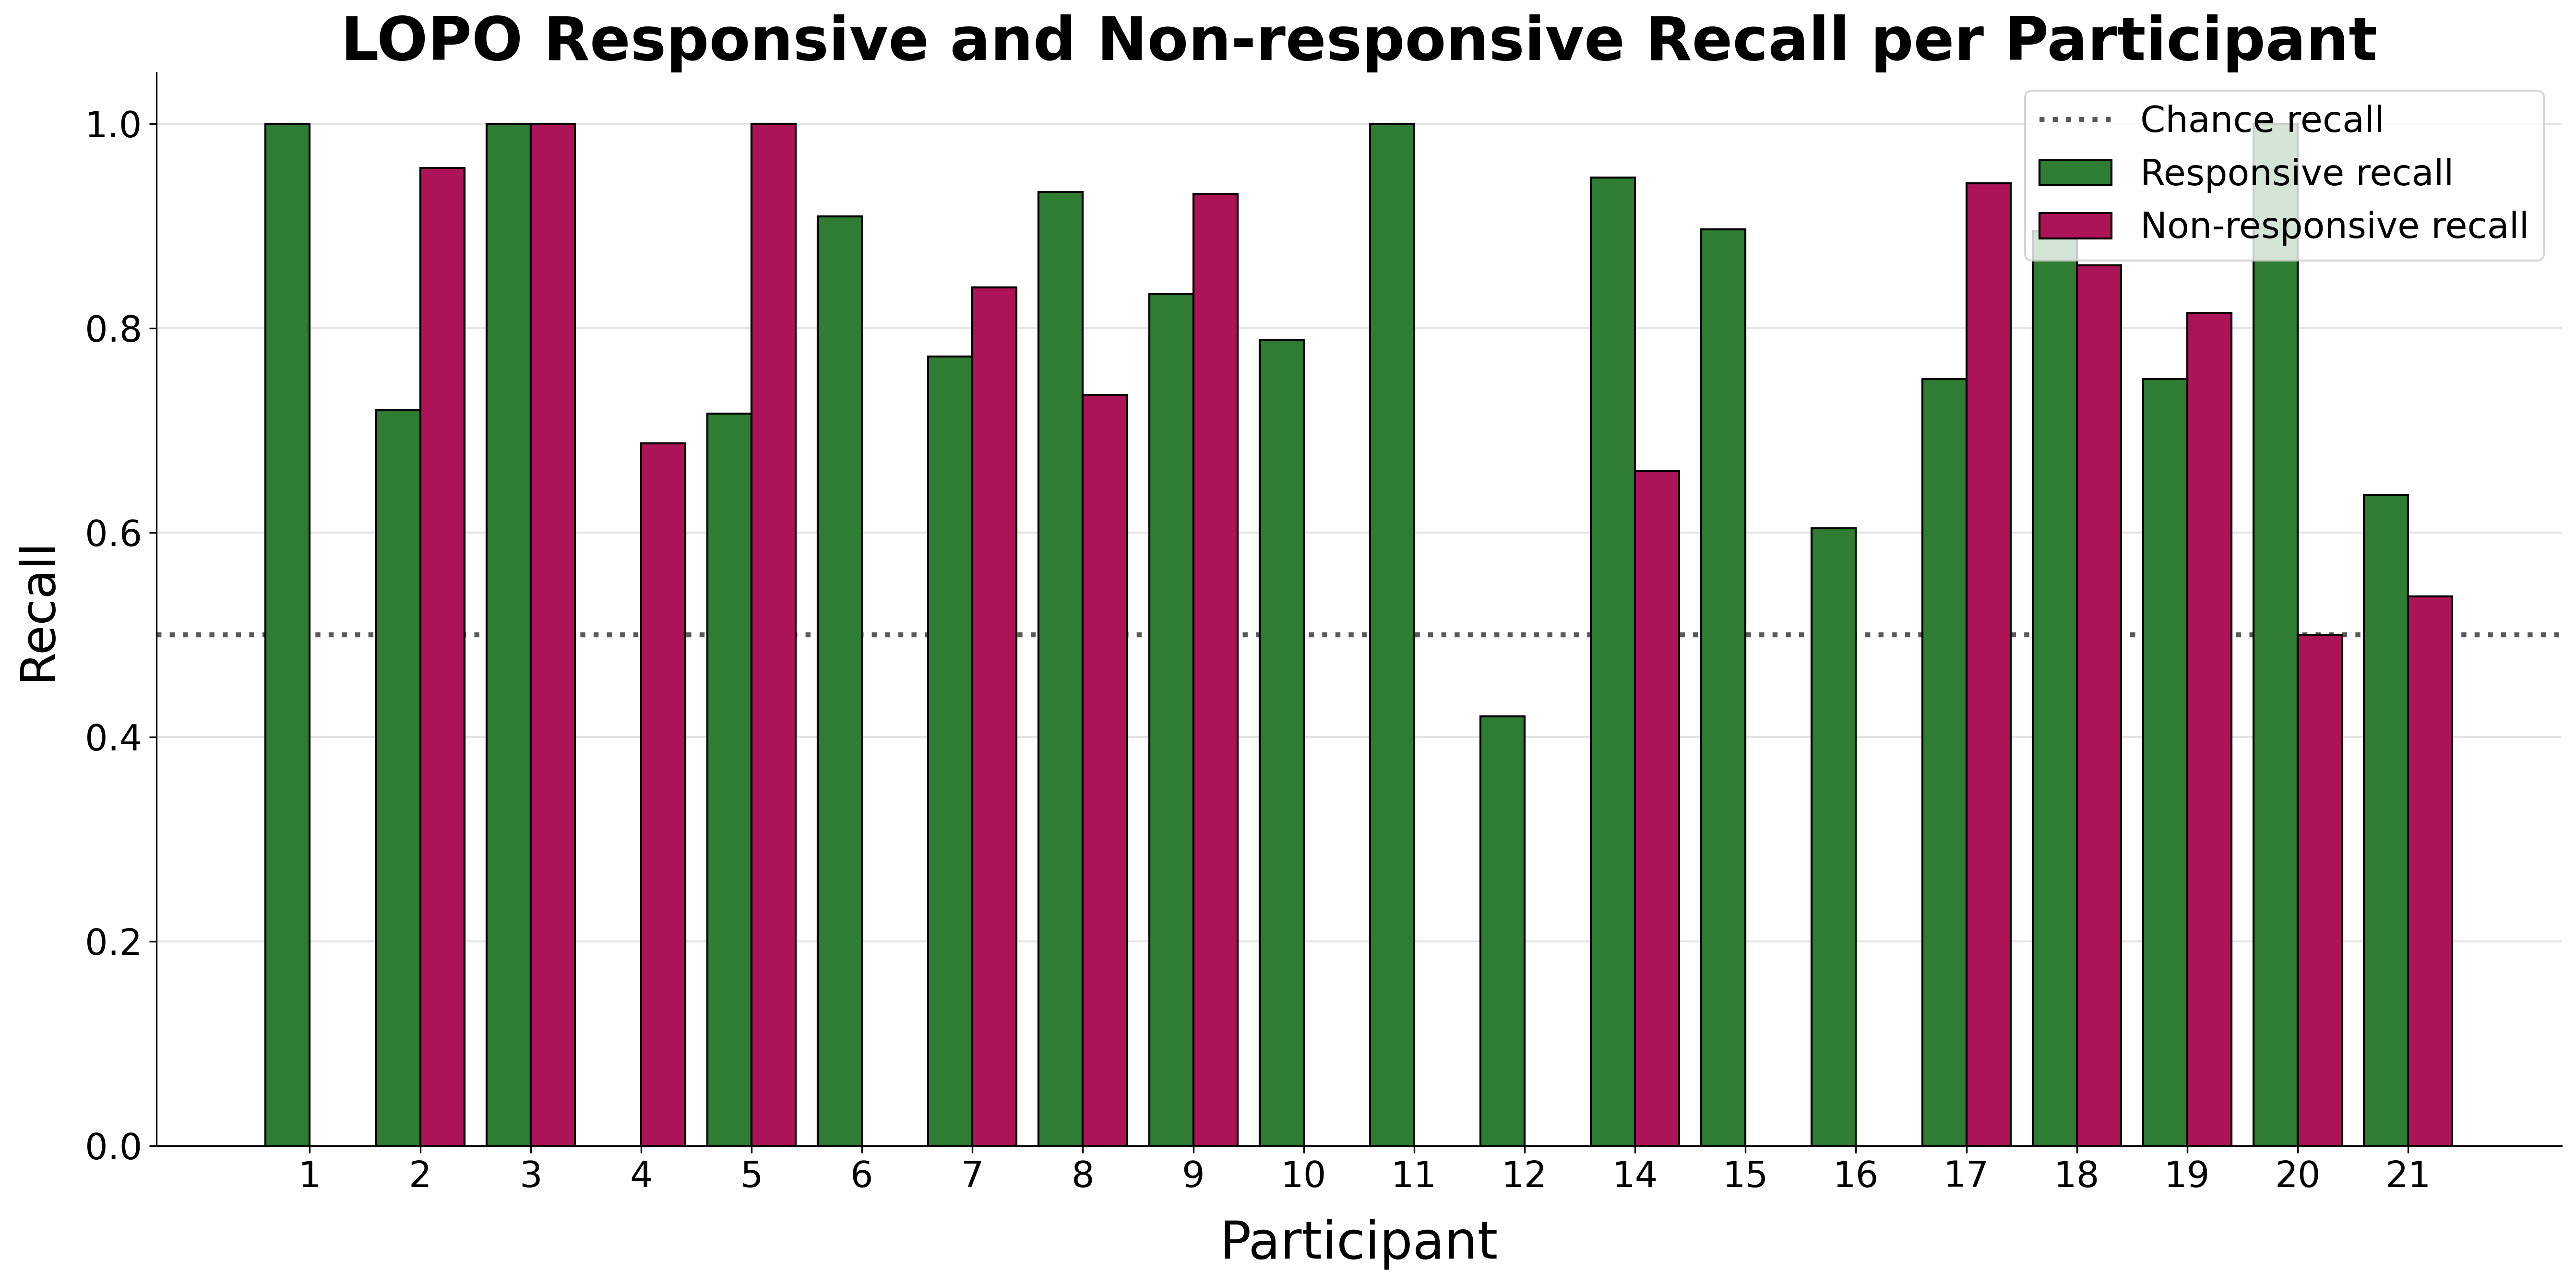 LOPO Responsive and Non-responsive Recall per Participant
Chance recall
Responsive recall
Non-responsive recall
Recall
1.0
0.8
0.6
0.4
0.2
0.0
1 2 3 4 5 6 7 8 9 10 11 12 14 15 16 17 18 19 20 21
Participant